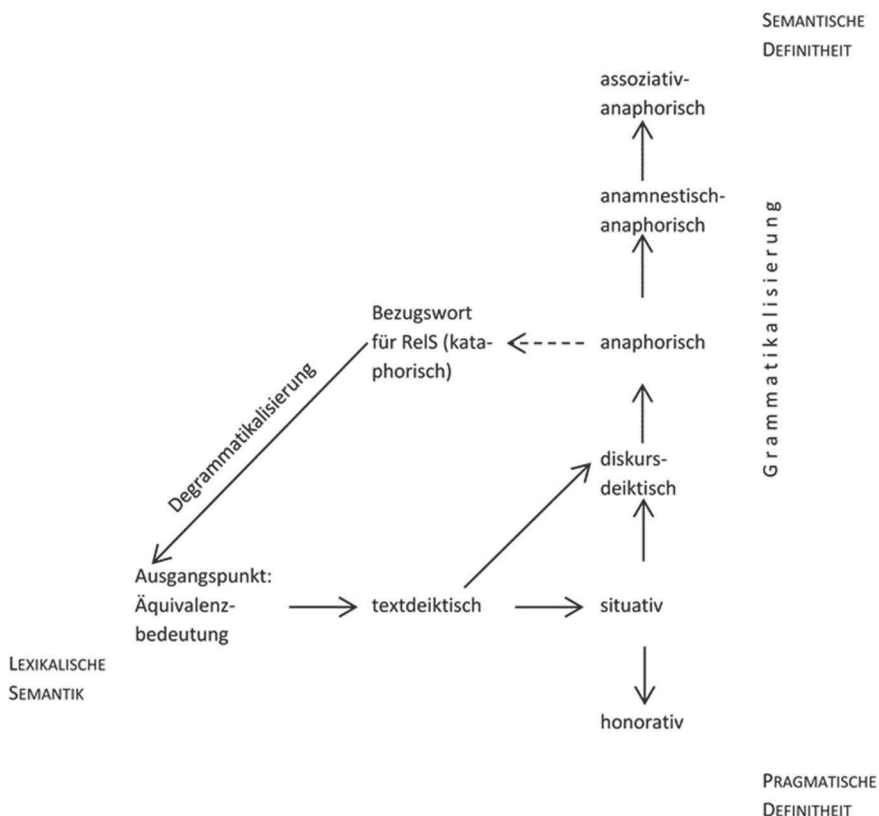 SEMANTISCHE
DEFINITHEIT
assoziativ-
anaphorisch
anamnestisch-
anaphorisch
Grammatikalisierung
Bezugswort
für RelS (kata-
phorisch)
anaphorisch
Degrammatikalisierung
diskurs-
deiktisch
Ausgangspunkt:
Äquivalenz-
bedeutung
textdeiktisch
situativ
LEXIKALISCHE
SEMANTIK
honorativ
PRAGMATISCHE
DEFINITHEIT